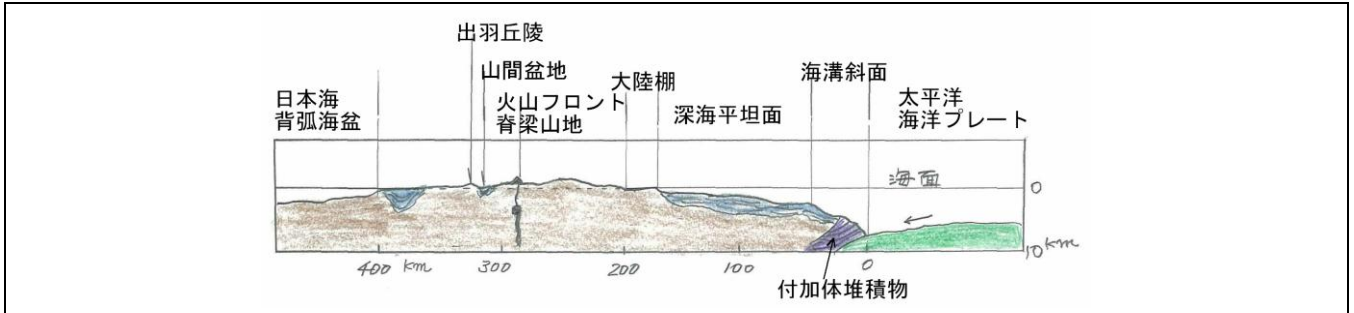 出羽丘陵
山間盆地
大陸棚
海溝斜面
日本海
背弧海盆
火山フロント
脊梁山地
深海平坦面
太平洋
海洋プレート
海面
0
10 km
400 km
300
200
100
0
付加体堆積物